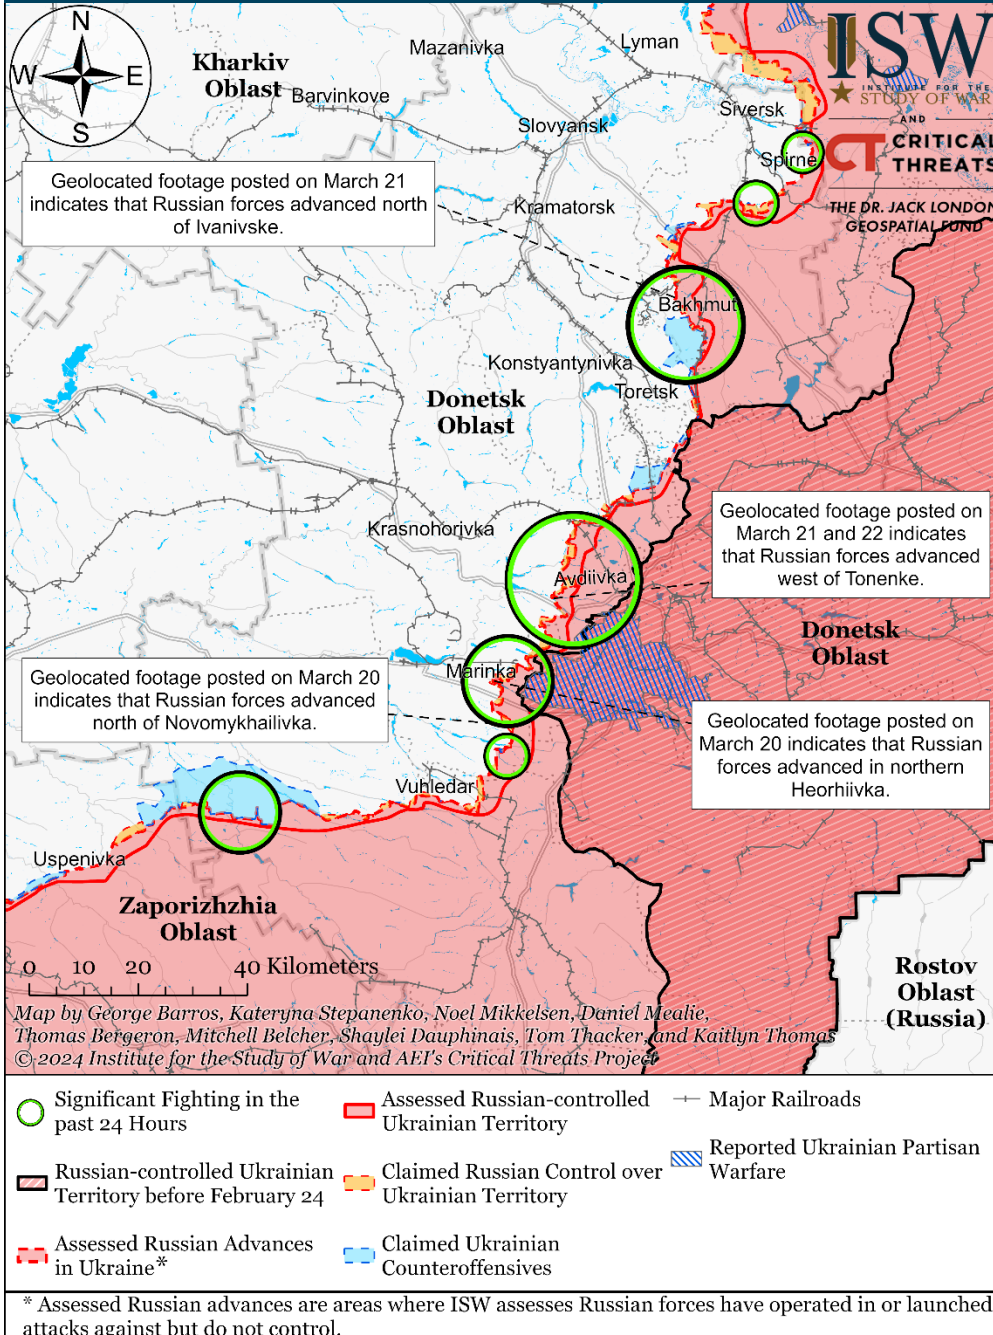 N
W E
S
Kharkiv
Oblast
Mazanivka
Lyman
Barvinkove
Slovyansk
Siversk
Spirne
Kramatorsk
ISW
INSTITUTE FOR THE
STUDY OF WAR
AND
CT CRITICAL
THREATS
THE DR. JACK LONDON
GEOSPATIAL FUND
Geolocated footage posted on March 21
indicates that Russian forces advanced north
of Ivanivske.
Bakhmut
Konstyantynivka
Toretsk
Donetsk
Oblast
Krasnohorivka
Avdiivka
Geolocated footage posted on
March 21 and 22 indicates
that Russian forces advanced
west of Tonenke.
Donetsk
Oblast
Marinka
Geolocated footage posted on March 20
indicates that Russian forces advanced
north of Novomykhailivka.
Geolocated footage posted on
March 20 indicates that Russian
forces advanced in northern
Heorhiivka.
Vuhledar
Uspenivka
Zaporizhzhia
Oblast
Rostov
Oblast
(Russia)
0 10 20 40 Kilometers
Map by George Barros, Kateryna Stepanenko, Noel Mikkelsen, Daniel Mealie,
Thomas Bergeron, Mitchell Belcher, Shaylei Dauphinais, Tom Thacker, and Kaitlyn Thomas
© 2024 Institute for the Study of War and AEI's Critical Threats Project
Significant Fighting in the
past 24 Hours
Russian-controlled Ukrainian
Territory before February 24
Assessed Russian Advances
in Ukraine*
Assessed Russian-controlled
Ukrainian Territory
Claimed Russian Control over
Ukrainian Territory
Claimed Ukrainian
Counteroffensives
Major Railroads
Reported Ukrainian Partisan
Warfare
* Assessed Russian advances are areas where ISW assesses Russian forces have operated in or launched
attacks against but do not control.